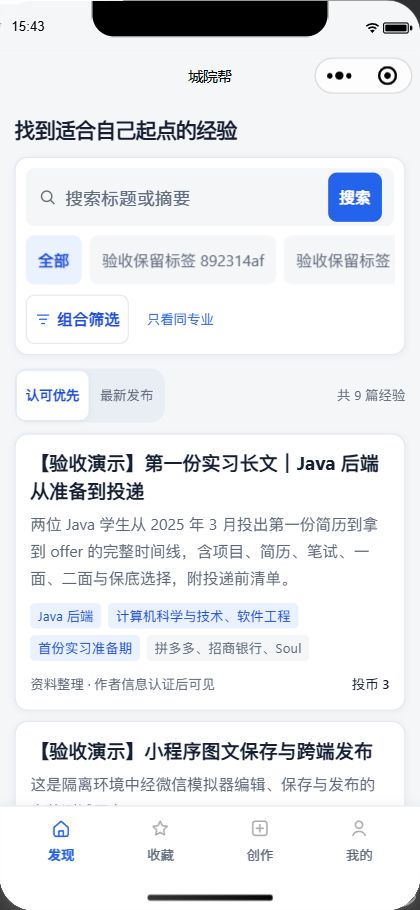 15:43
城院帮
找到适合自己起点的经验
搜索标题或摘要
搜索
全部
验收保留标签 892314af
验收保留标签
组合筛选
只看同专业
认可优先
最新发布
共 9 篇经验
【验收演示】第一份实习长文｜Java 后端
从准备到投递
两位 Java 学生从 2025 年 3 月投出第一份简历到拿
到 offer 的完整时间线，含项目、简历、笔试、一
面、二面与保底选择，附投递前清单。
Java 后端
计算机科学与技术、软件工程
首份实习准备期
拼多多、招商银行、Soul
资料整理 · 作者信息认证后可见
投币 3
【验收演示】小程序图文保存与跨端发布
这是隔离环境中经微信模拟器编辑、保存与发布的
发现
收藏
创作
我的